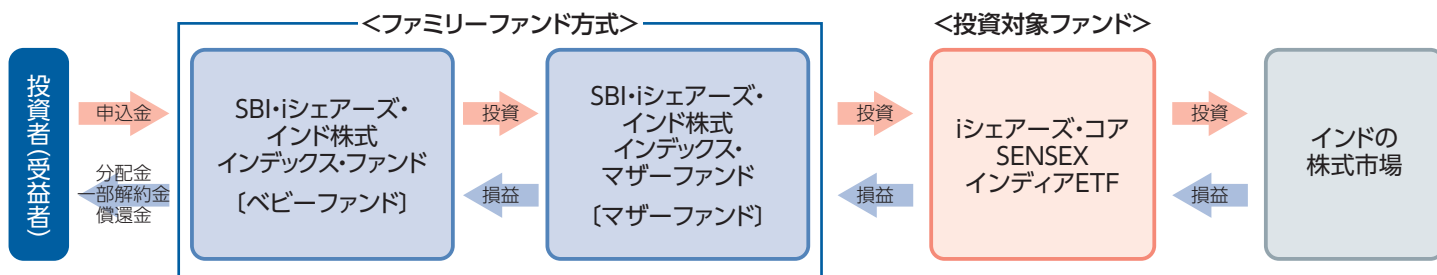 <ファミリーファンド方式>
<投資対象ファンド>
投資者(受益者)
申込金
分配金
一部解約金
償還金
SBI・iシェアーズ・
インド株式
インデックス・ファンド
〔ベビーファンド〕
投資
損益
SBI・iシェアーズ・
インド株式
インデックス・
マザーファンド
〔マザーファンド〕
投資
損益
iシェアーズ・コア
SENSEX
インディアETF
投資
損益
インドの
株式市場